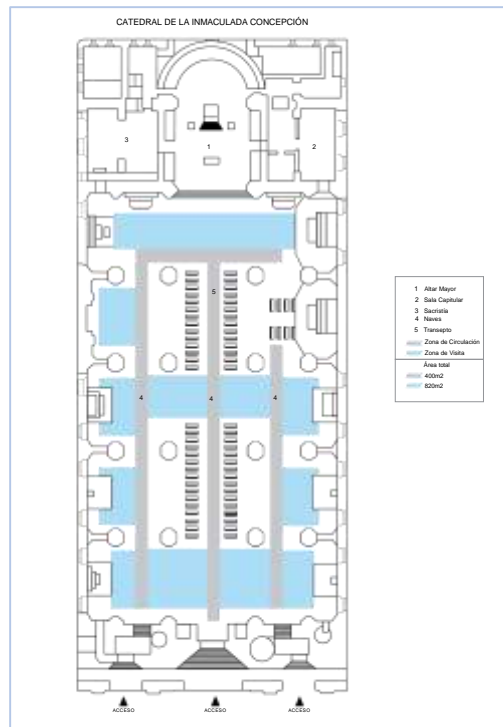 CATEDRAL DE LA INMACULADA CONCEPCIÓN
3
1
2
5
4
4
4
1 Altar Mayor
2 Sala Capitular
3 Sacristía
4 Naves
5 Transepto
Zona de Circulación
Zona de Visita
Área total
400m2
820m2
ACCESO
ACCESO
ACCESO